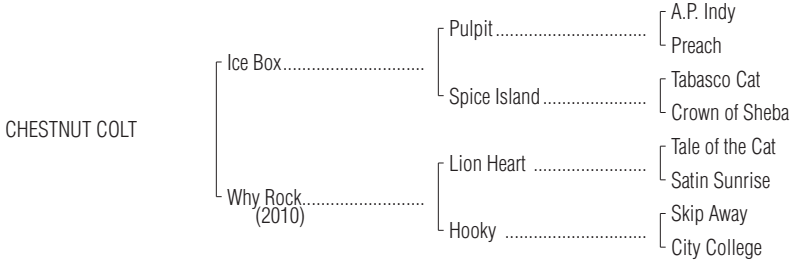 A.P. Indy
Pulpit
Preach
Ice Box
Tabasco Cat
Spice Island
Crown of Sheba
CHESTNUT COLT
Tale of the Cat
Lion Heart
Satin Sunrise
Why Rock
(2010)
Skip Away
Hooky
City College